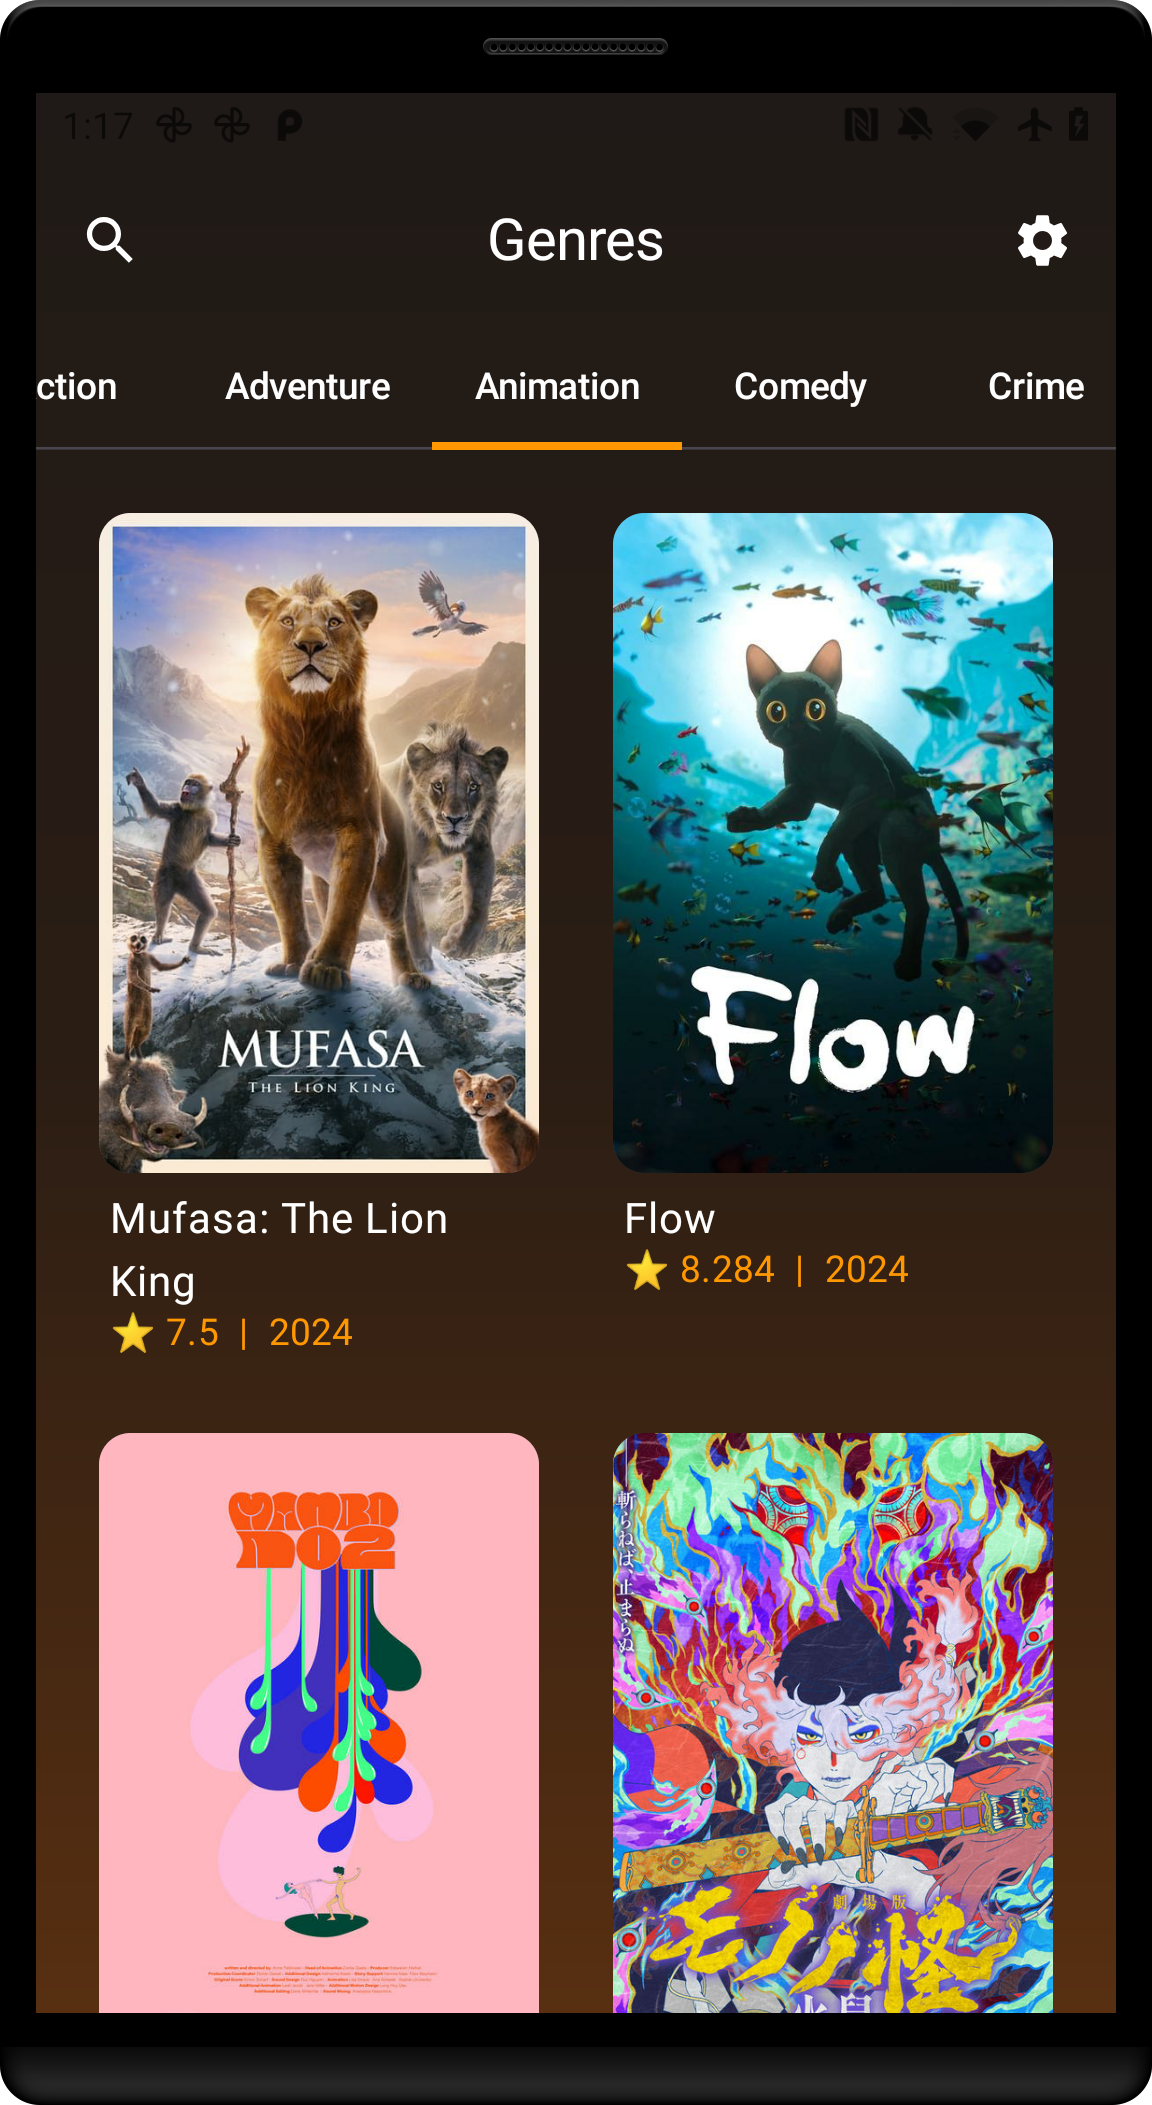 1:17
Genres
ction
Adventure
Animation
Comedy
Crime
MUFASA
THE LION KING
Flow
Mufasa: The Lion
King
7.5 | 2024
Flow
8.284 | 2024
NO2
斬らねば、止まらぬ
劇場版
モノノ怪
火鼠